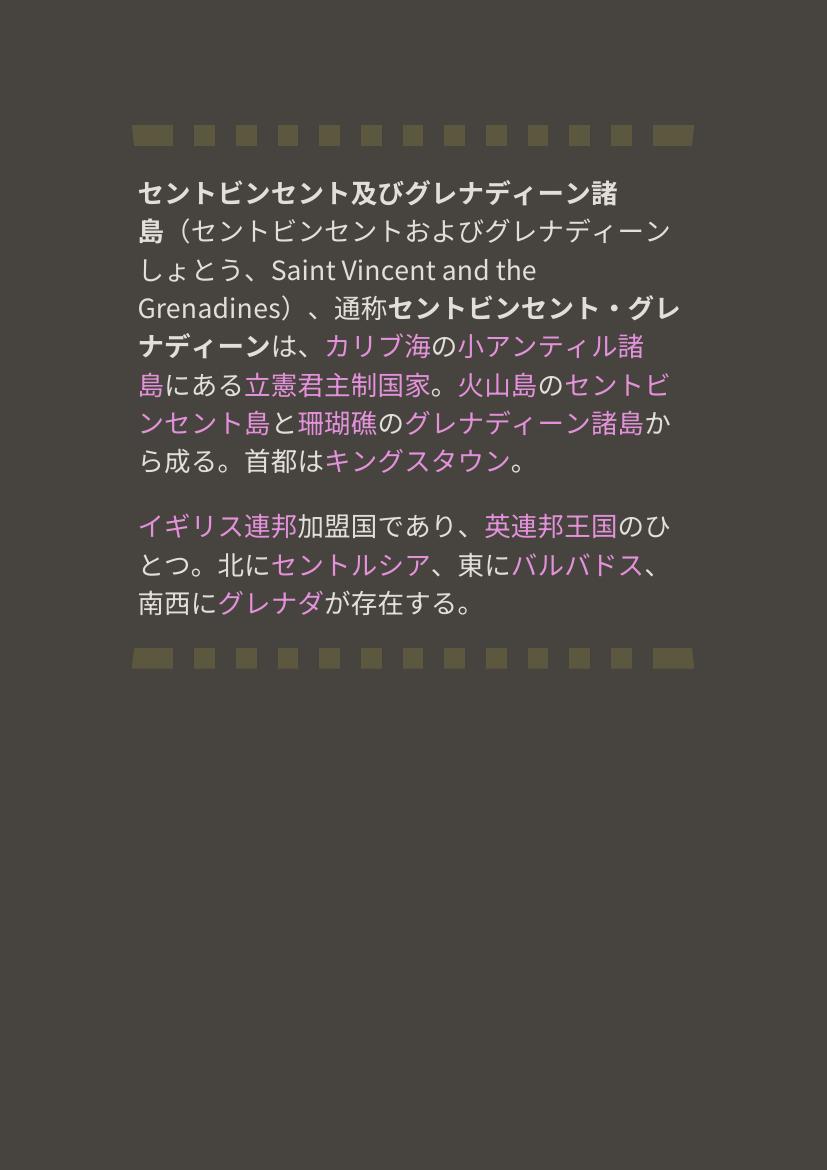 セントビンセント及びグレナディーン諸
島（セントビンセントおよびグレナディーン
しょとう、Saint Vincent and the
Grenadines）、通称セントビンセント・グレ
ナディーンは、カリブ海の小アンティル諸
島にある立憲君主制国家。火山島のセントビ
ンセント島と珊瑚礁のグレナディーン諸島か
ら成る。首都はキングスタウン。
イギリス連邦加盟国であり、英連邦王国のひ
とつ。北にセントルシア、東にバルバドス、
南西にグレナダが存在する。